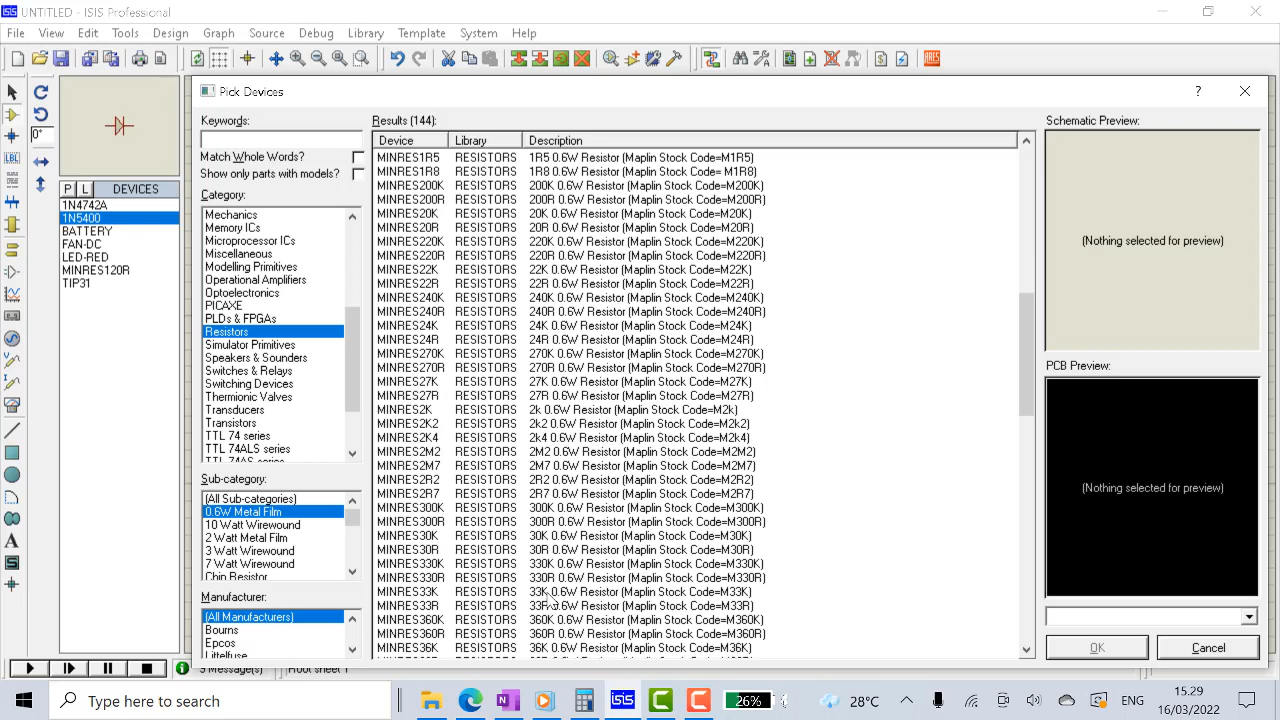 ISIS UNTITLED - ISIS Professional
File View Edit Tools Design Graph Source Debug Library Template System Help
ARES
Pick Devices
?
Keywords:
Match Whole Words?
Show only parts with models?
Category:
Mechanics
Memory ICs
Microprocessor ICs
Miscellaneous
Modelling Primitives
Operational Amplifiers
Optoelectronics
PICAXE
PLDs & FPGAs
Resistors
Simulator Primitives
Speakers & Sounders
Switches & Relays
Switching Devices
Thermionic Valves
Transducers
Transistors
TTL 74 series
TTL 74ALS series
TTL 74AS series
Sub-category:
(All Sub-categories)
0.6W Metal Film
10 Watt Wirewound
2 Watt Metal Film
3 Watt Wirewound
7 Watt Wirewound
Chip Resistor
Manufacturer:
(All Manufacturers)
Bourns
Epcos
Littelfuse
Results (144):
Device Library Description
MINRES1R5 RESISTORS 1R5 0.6W Resistor (Maplin Stock Code=M1R5)
MINRES1R8 RESISTORS 1R8 0.6W Resistor (Maplin Stock Code= M1R8)
MINRES200K RESISTORS 200K 0.6W Resistor (Maplin Stock Code=M200K)
MINRES200R RESISTORS 200R 0.6W Resistor (Maplin Stock Code=M200R)
MINRES20K RESISTORS 20K 0.6W Resistor (Maplin Stock Code=M20K)
MINRES20R RESISTORS 20R 0.6W Resistor (Maplin Stock Code=M20R)
MINRES220K RESISTORS 220K 0.6W Resistor (Maplin Stock Code=M220K)
MINRES220R RESISTORS 220R 0.6W Resistor (Maplin Stock Code=M220R)
MINRES22K RESISTORS 22K 0.6W Resistor (Maplin Stock Code=M22K)
MINRES22R RESISTORS 22R 0.6W Resistor (Maplin Stock Code=M22R)
MINRES240K RESISTORS 240K 0.6W Resistor (Maplin Stock Code=M240K)
MINRES240R RESISTORS 240R 0.6W Resistor (Maplin Stock Code=M240R)
MINRES24K RESISTORS 24K 0.6W Resistor (Maplin Stock Code=M24K)
MINRES24R RESISTORS 24R 0.6W Resistor (Maplin Stock Code=M24R)
MINRES270K RESISTORS 270K 0.6W Resistor (Maplin Stock Code=M270K)
MINRES270R RESISTORS 270R 0.6W Resistor (Maplin Stock Code=M270R)
MINRES27K RESISTORS 27K 0.6W Resistor (Maplin Stock Code=M27K)
MINRES27R RESISTORS 27R 0.6W Resistor (Maplin Stock Code=M27R)
MINRES2K RESISTORS 2k 0.6W Resistor (Maplin Stock Code=M2k)
MINRES2K2 RESISTORS 2k2 0.6W Resistor (Maplin Stock Code=M2k2)
MINRES2K4 RESISTORS 2k4 0.6W Resistor (Maplin Stock Code=M2k4)
MINRES2M2 RESISTORS 2M2 0.6W Resistor (Maplin Stock Code=M2M2)
MINRES2M7 RESISTORS 2M7 0.6W Resistor (Maplin Stock Code=M2M7)
MINRES2R2 RESISTORS 2R2 0.6W Resistor (Maplin Stock Code=M2R2)
MINRES2R7 RESISTORS 2R7 0.6W Resistor (Maplin Stock Code=M2R7)
MINRES300K RESISTORS 300K 0.6W Resistor (Maplin Stock Code=M300K)
MINRES300R RESISTORS 300R 0.6W Resistor (Maplin Stock Code=M300R)
MINRES30K RESISTORS 30K 0.6W Resistor (Maplin Stock Code=M30K)
MINRES30R RESISTORS 30R 0.6W Resistor (Maplin Stock Code=M30R)
MINRES330K RESISTORS 330K 0.6W Resistor (Maplin Stock Code=M330K)
MINRES330R RESISTORS 330R 0.6W Resistor (Maplin Stock Code=M330R)
MINRES33K RESISTORS 33K 0.6W Resistor (Maplin Stock Code=M33K)
MINRES33R RESISTORS 33R 0.6W Resistor (Maplin Stock Code=M33R)
MINRES360K RESISTORS 360K 0.6W Resistor (Maplin Stock Code=M360K)
MINRES360R RESISTORS 360R 0.6W Resistor (Maplin Stock Code=M360R)
MINRES36K RESISTORS 36K 0.6W Resistor (Maplin Stock Code=M36K)
Schematic Preview:
(Nothing selected for preview)
PCB Preview:
(Nothing selected for preview)
OK Cancel
0°
LBL
A
S
P L DEVICES
1N4742A
1N5400
BATTERY
FAN-DC
LED-RED
MINRES120R
TIP31
Root sheet 1
Type here to search
isis
26%
28°C
ENG
15.29
16/03/2022